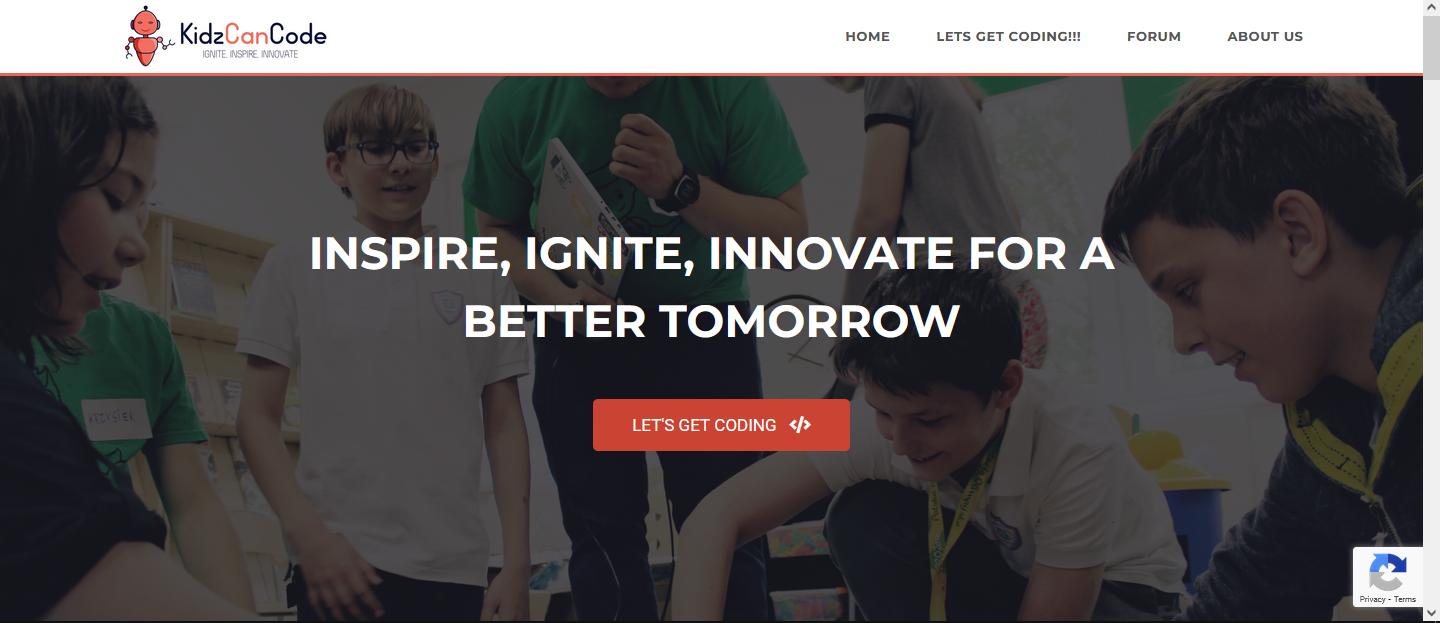 KidzCanCode
IGNITE. INSPIRE. INNOVATE
HOME
LETS GET CODING!!!
FORUM
ABOUT US
INSPIRE, IGNITE, INNOVATE FOR A
BETTER TOMORROW
LET'S GET CODING </>
Privacy - Terms